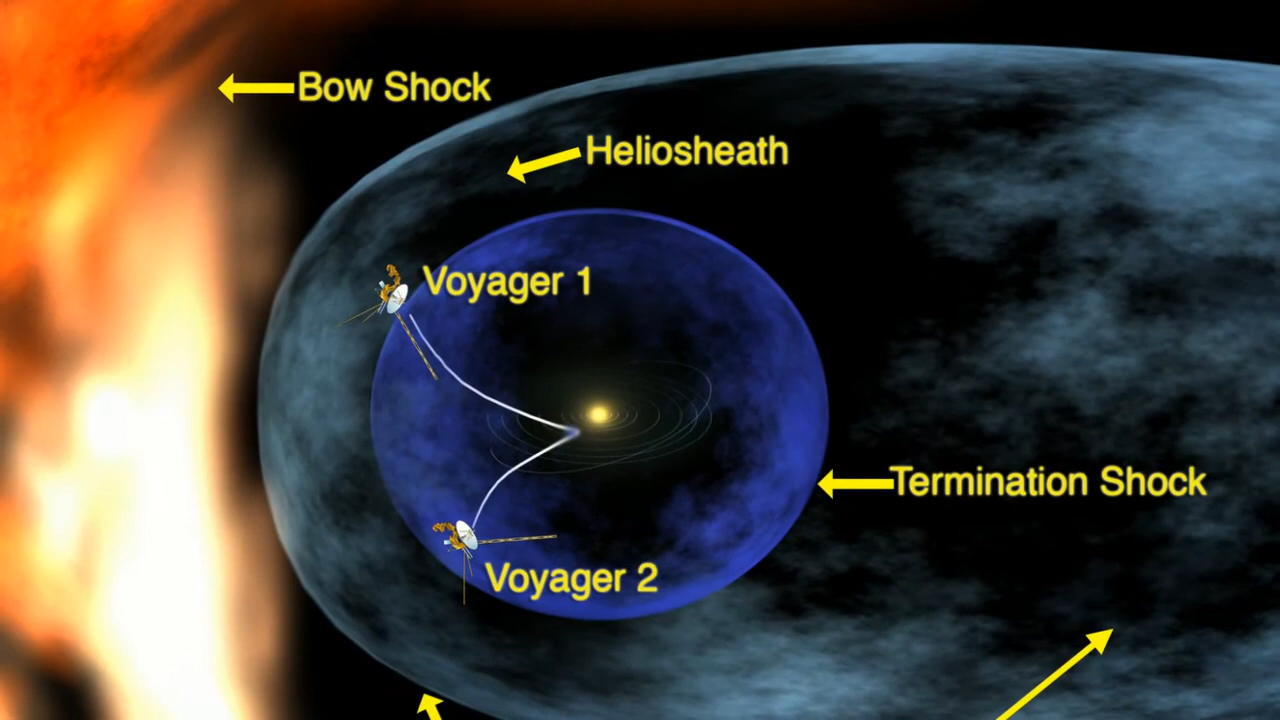 Bow Shock
Heliosheath
Voyager 1
Termination Shock
Voyager 2